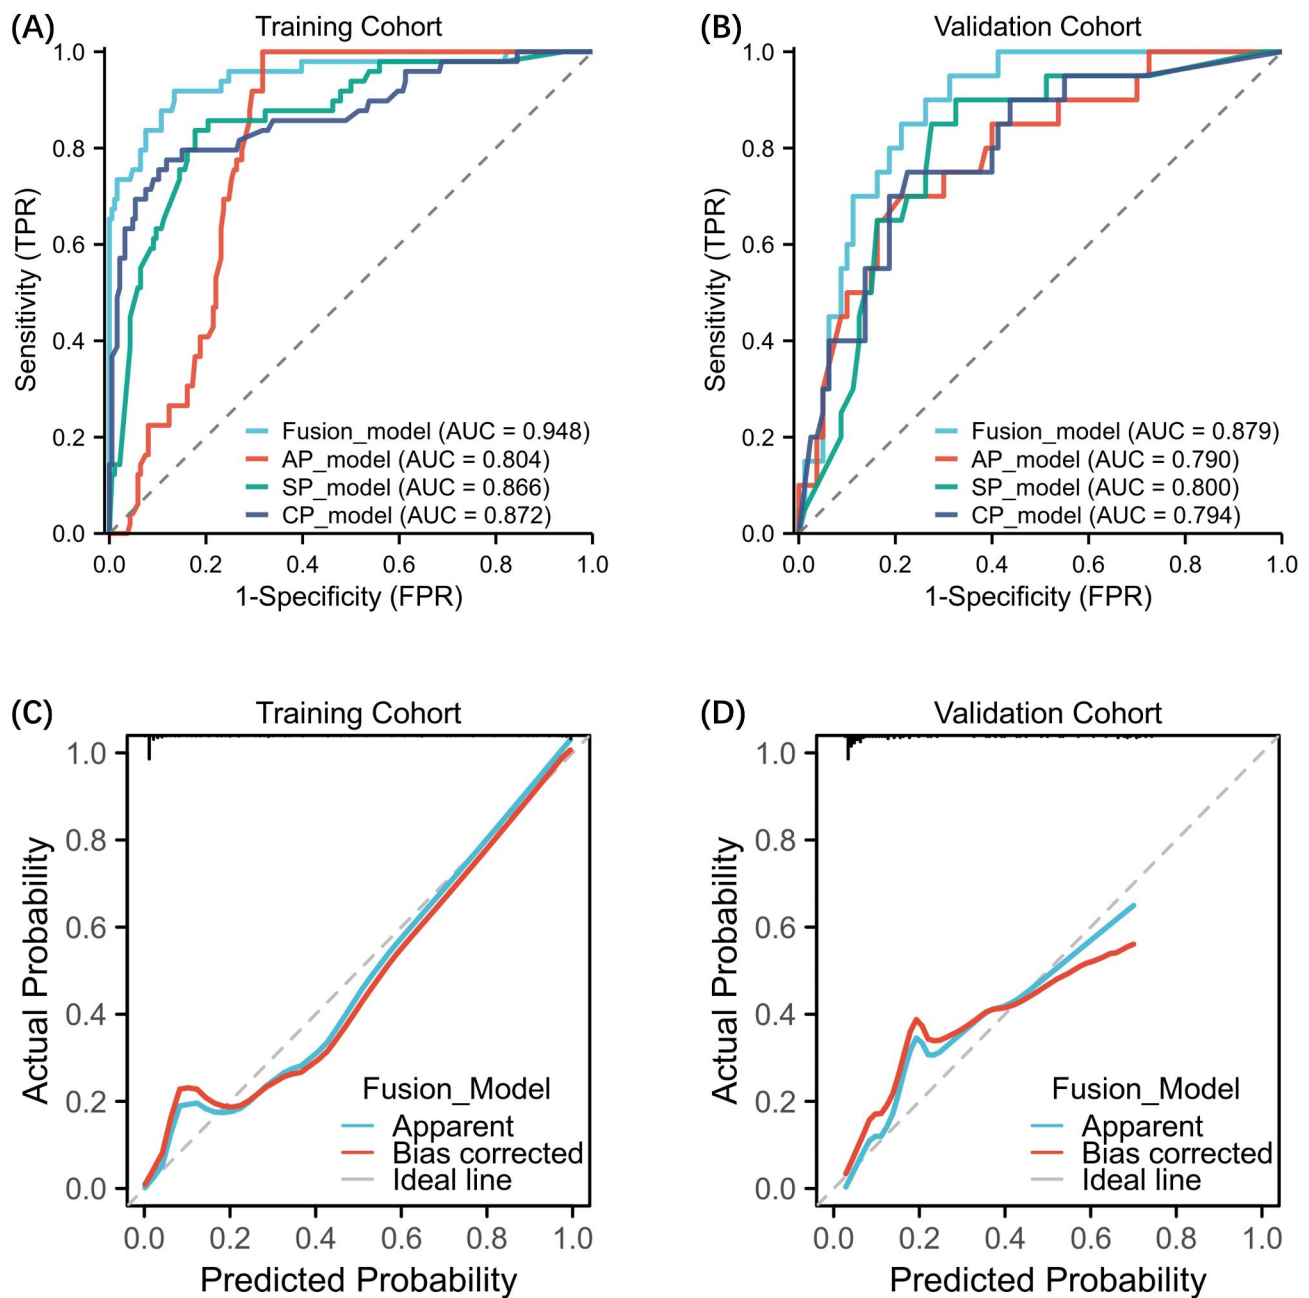 (A)
Training Cohort
1.0
0.8
0.6
0.4
0.2
0.0
Sensitivity (TPR)
Fusion_model (AUC = 0.948)
AP_model (AUC = 0.804)
SP_model (AUC = 0.866)
CP_model (AUC = 0.872)
0.0 0.2 0.4 0.6 0.8 1.0
1-Specificity (FPR)
(B)
Validation Cohort
1.0
0.8
0.6
0.4
0.2
0.0
Sensitivity (TPR)
Fusion_model (AUC = 0.879)
AP_model (AUC = 0.790)
SP_model (AUC = 0.800)
CP_model (AUC = 0.794)
0.0 0.2 0.4 0.6 0.8 1.0
1-Specificity (FPR)
(C)
Training Cohort
1.0
0.8
0.6
0.4
0.2
0.0
Actual Probability
Fusion_Model
Apparent
Bias corrected
Ideal line
0.0 0.2 0.4 0.6 0.8 1.0
Predicted Probability
(D)
Validation Cohort
1.0
0.8
0.6
0.4
0.2
0.0
Actual Probability
Fusion_Model
Apparent
Bias corrected
Ideal line
0.0 0.2 0.4 0.6 0.8 1.0
Predicted Probability